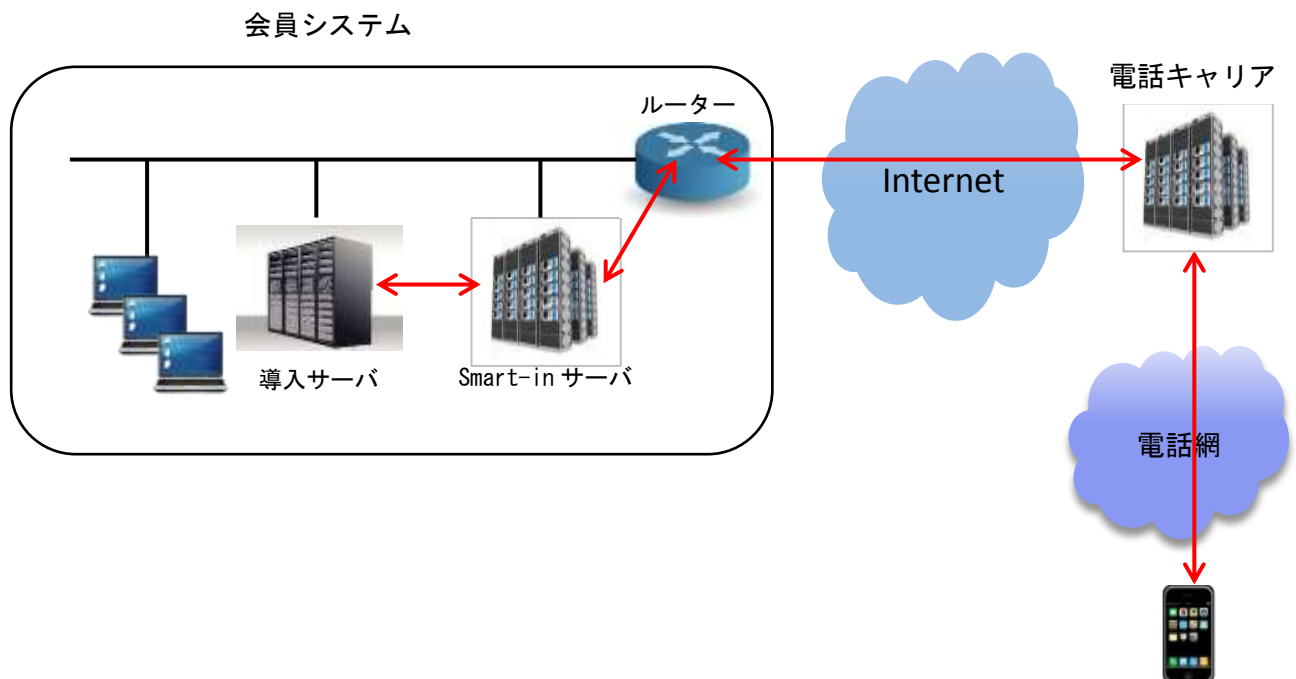 会員システム
電話キャリア
ルーター
Internet
導入サーバ
Smart-in サーバ
電話網